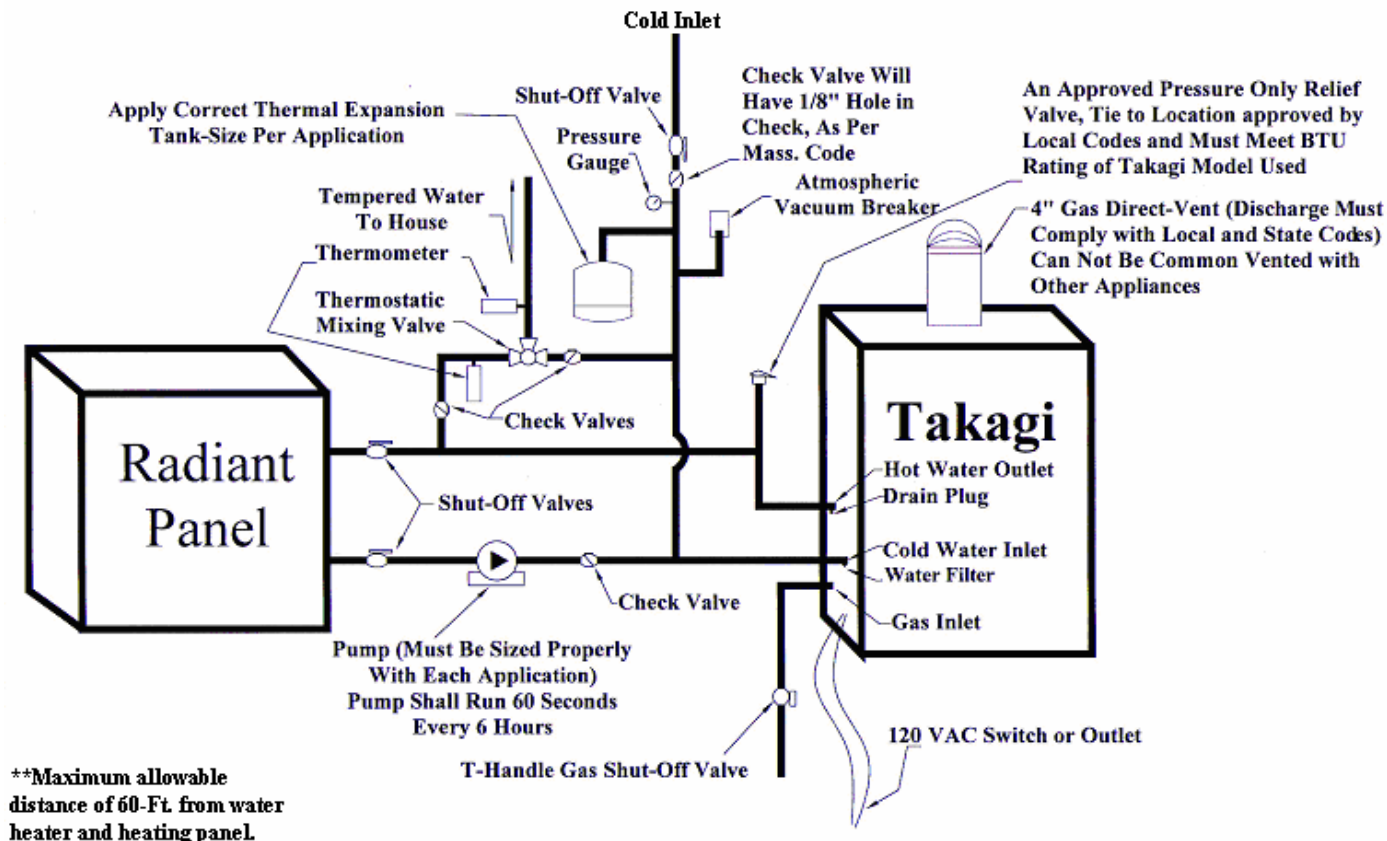 Cold Inlet
Apply Correct Thermal Expansion
Tank-Size Per Application
Shut-Off Valve
Pressure
Gauge
Check Valve Will
Have 1/8" Hole in
Check, As Per
Mass. Code
Atmospheric
Vacuum Breaker
An Approved Pressure Only Relief
Valve, Tie to Location approved by
Local Codes and Must Meet BTU
Rating of Takagi Model Used
4" Gas Direct-Vent (Discharge Must
Comply with Local and State Codes)
Can Not Be Common Vented with
Other Appliances
Tempered Water
To House
Thermometer
Thermostatic
Mixing Valve
Check Valves
Radiant
Panel
Shut-Off Valves
Takagi
Hot Water Outlet
Drain Plug
Cold Water Inlet
Water Filter
Gas Inlet
Check Valve
Pump (Must Be Sized Properly
With Each Application)
Pump Shall Run 60 Seconds
Every 6 Hours
T-Handle Gas Shut-Off Valve
120 VAC Switch or Outlet
**Maximum allowable
distance of 60-Ft. from water
heater and heating panel.